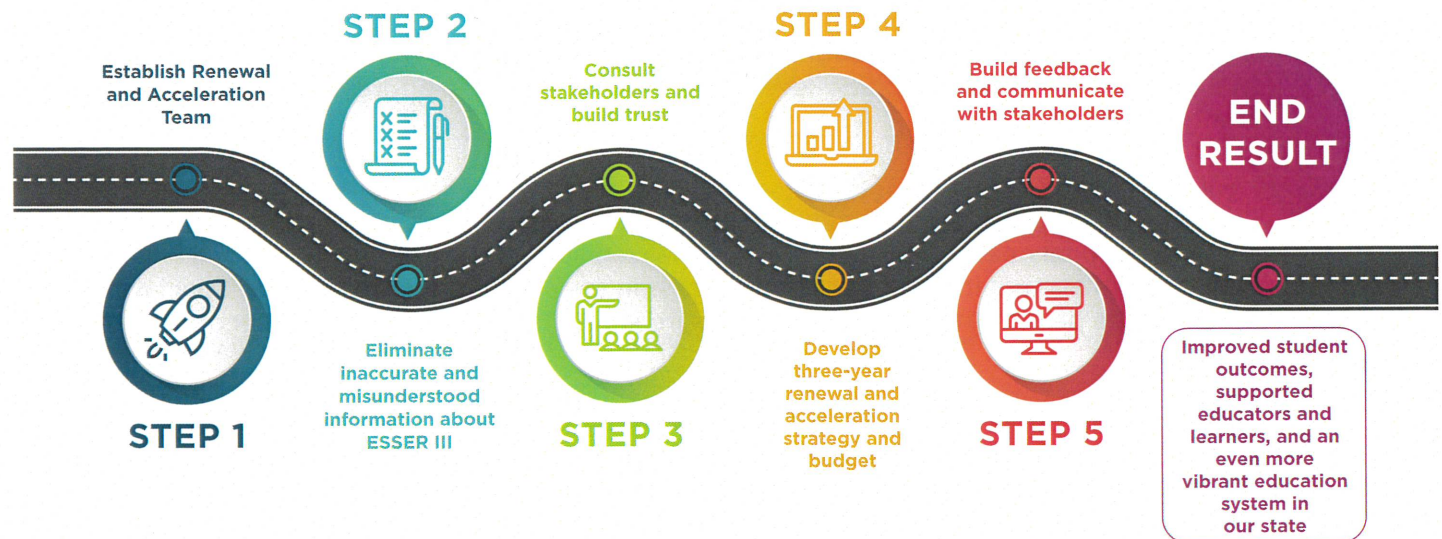 STEP 1
Establish Renewal
and Acceleration
Team
STEP 2
Eliminate
inaccurate and
misunderstood
information about
ESSER III
STEP 3
Consult
stakeholders and
build trust
STEP 4
Develop
three-year
renewal and
acceleration
strategy and
budget
STEP 5
Build feedback
and communicate
with stakeholders
END
RESULT
Improved student
outcomes,
supported
educators and
learners, and an
even more
vibrant education
system in
our state